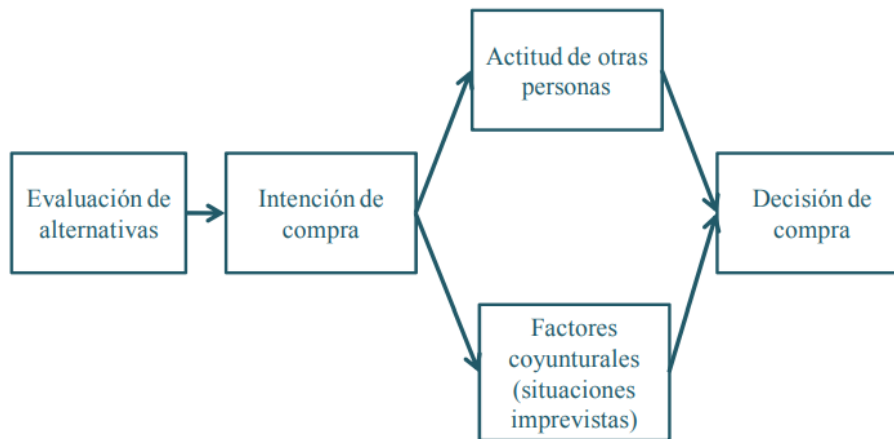 Evaluación de
alternativas
Intención de
compra
Actitud de otras
personas
Factores
coyunturales
(situaciones
imprevistas)
Decisión de
compra